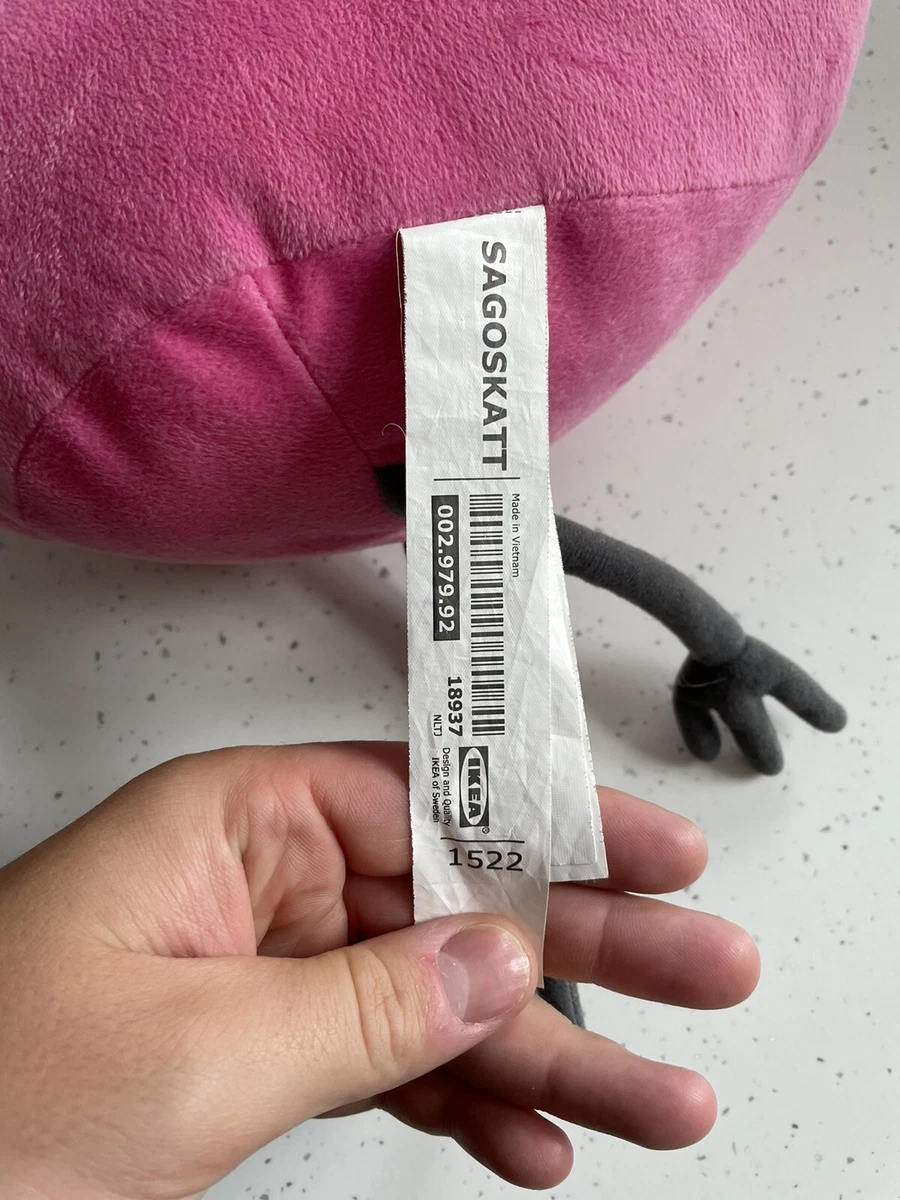 SAGOSKATT
Made in Vietnam
002.979.92
18937
NLTJ
IKEA®
Design and Quality
IKEA of Sweden
1522